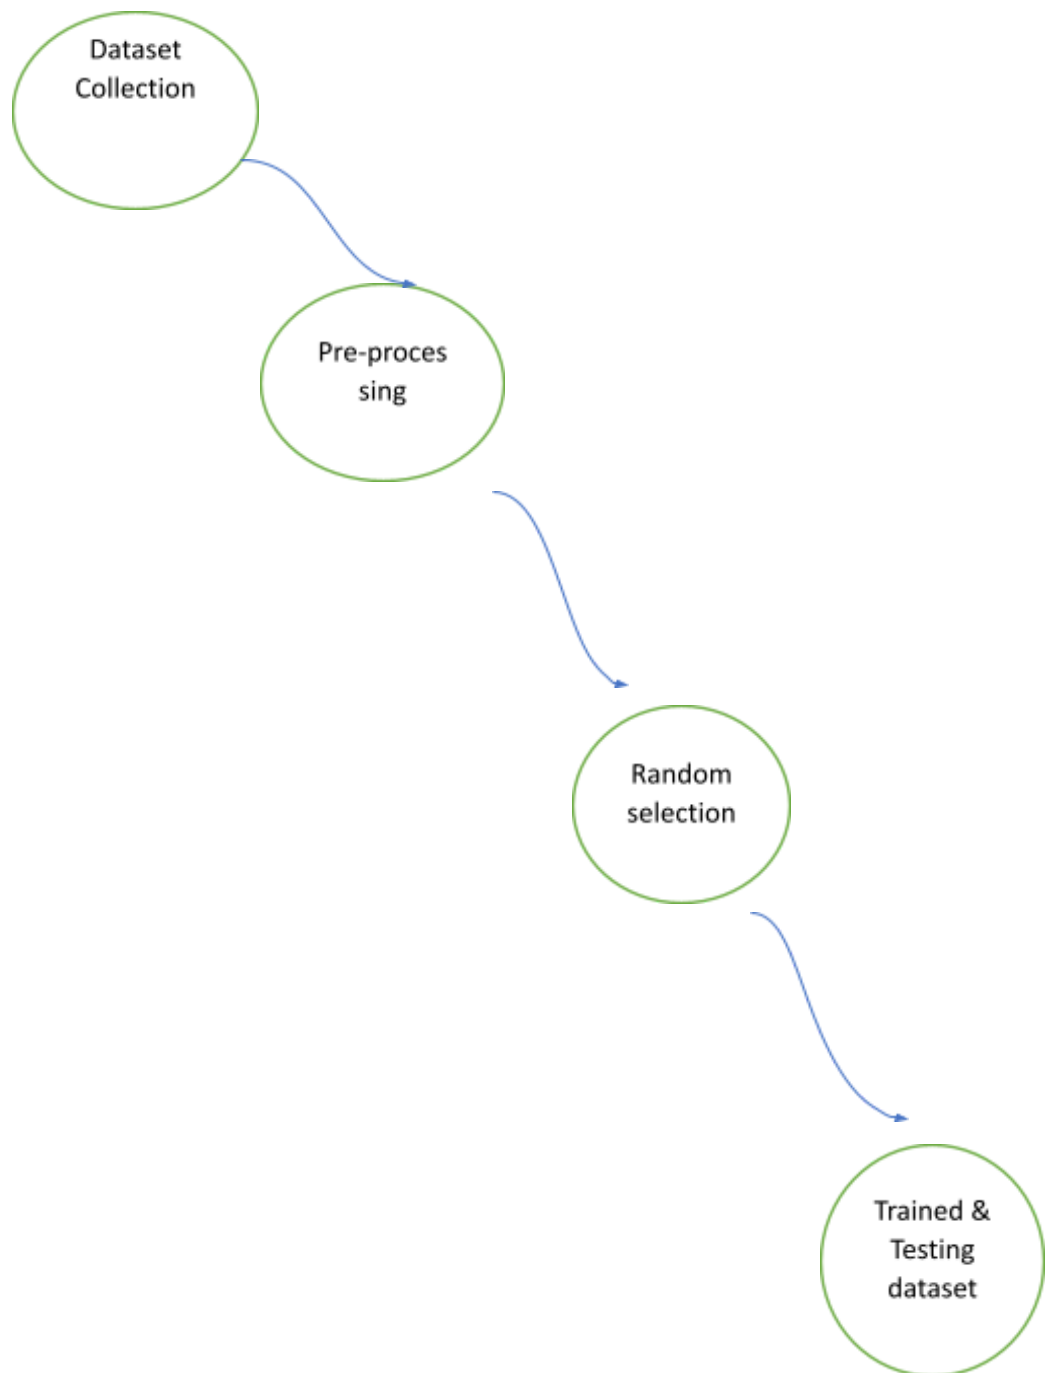 Dataset
Collection
Pre-proces
sing
Random
selection
Trained &
Testing
dataset